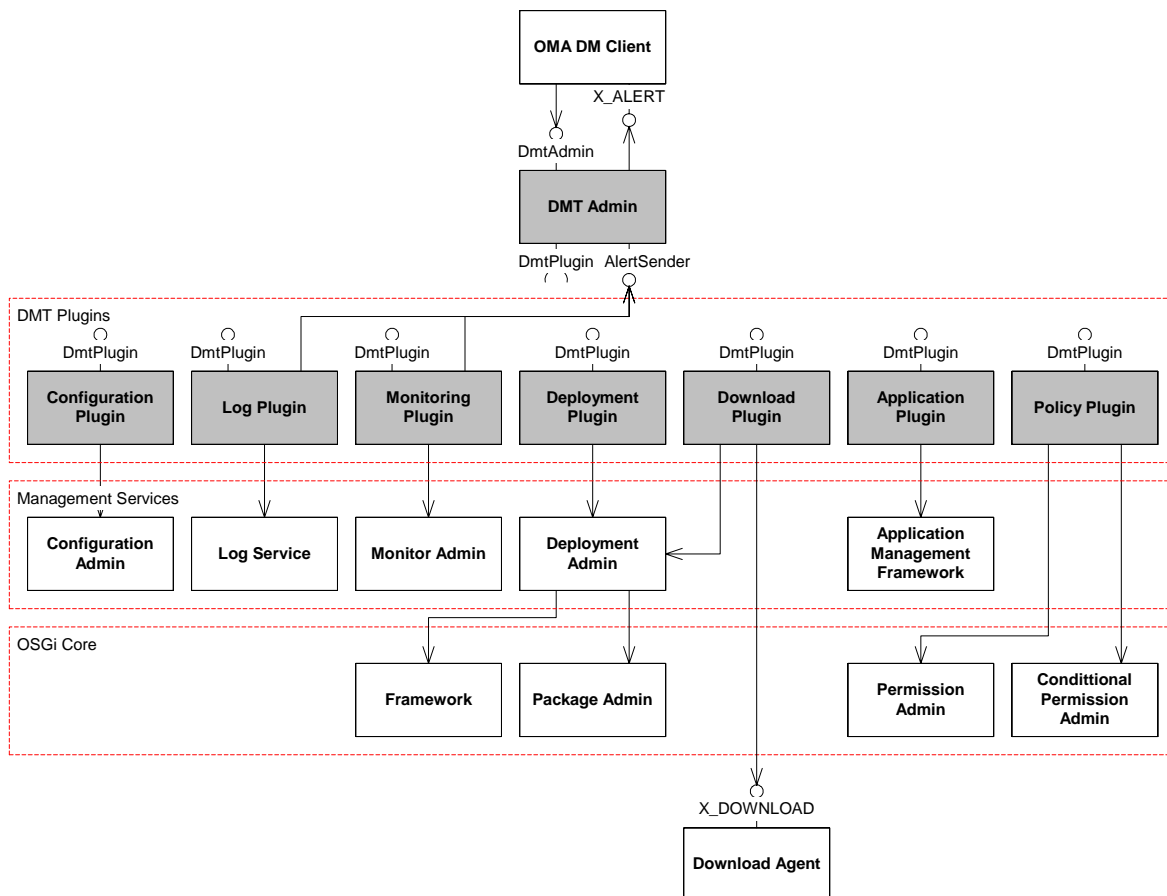 OMA DM Client
X_ALERT
DmtAdmin
DMT Admin
DmtPlugin AlertSender
DMT Plugins
DmtPlugin DmtPlugin DmtPlugin DmtPlugin DmtPlugin DmtPlugin DmtPlugin
Configuration
Plugin
Log Plugin
Monitoring
Plugin
Deployment
Plugin
Download
Plugin
Application
Plugin
Policy Plugin
Management Services
Configuration
Admin
Log Service
Monitor Admin
Deployment
Admin
Application
Management
Framework
OSGi Core
Framework
Package Admin
Permission
Admin
Condittional
Permission
Admin
X_DOWNLOAD
Download Agent